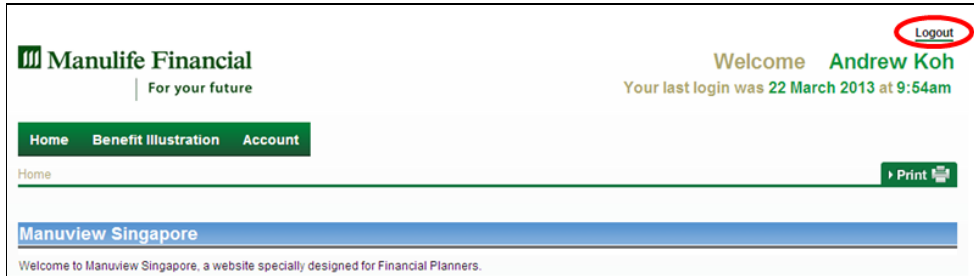 Logout
Manulife Financial
For your future
Welcome Andrew Koh
Your last login was 22 March 2013 at 9:54am
Home Benefit Illustration Account
Home
Print
Manuview Singapore
Welcome to Manuview Singapore, a website specially designed for Financial Planners.